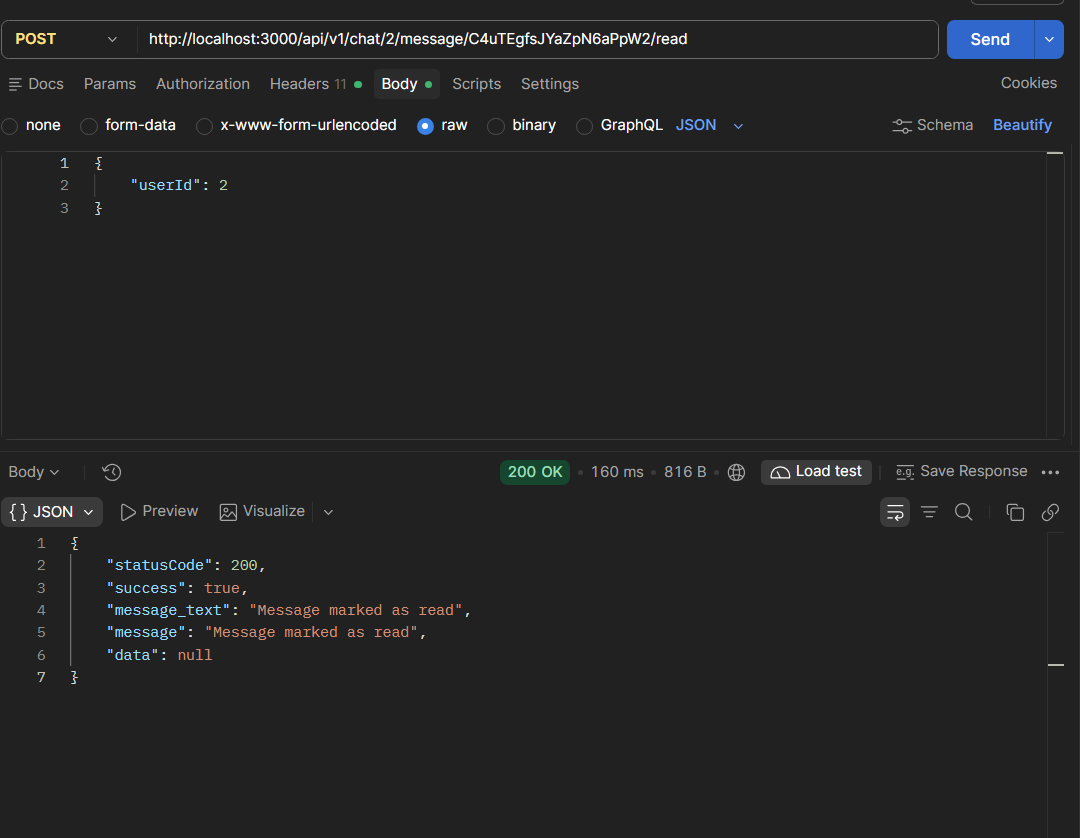 POST http://localhost:3000/api/v1/chat/2/message/C4uTEgfsJYaZpN6aPpW2/read Send
Docs Params Authorization Headers 11 Body Scripts Settings Cookies
none form-data x-www-form-urlencoded raw binary GraphQL JSON Schema Beautify
1 {
2 "userId": 2
3 }
Body 200 OK 160 ms 816 B Load test e.g. Save Response
{} JSON Preview Visualize
1 {
2 "statusCode": 200,
3 "success": true,
4 "message_text": "Message marked as read",
5 "message": "Message marked as read",
6 "data": null
7 }